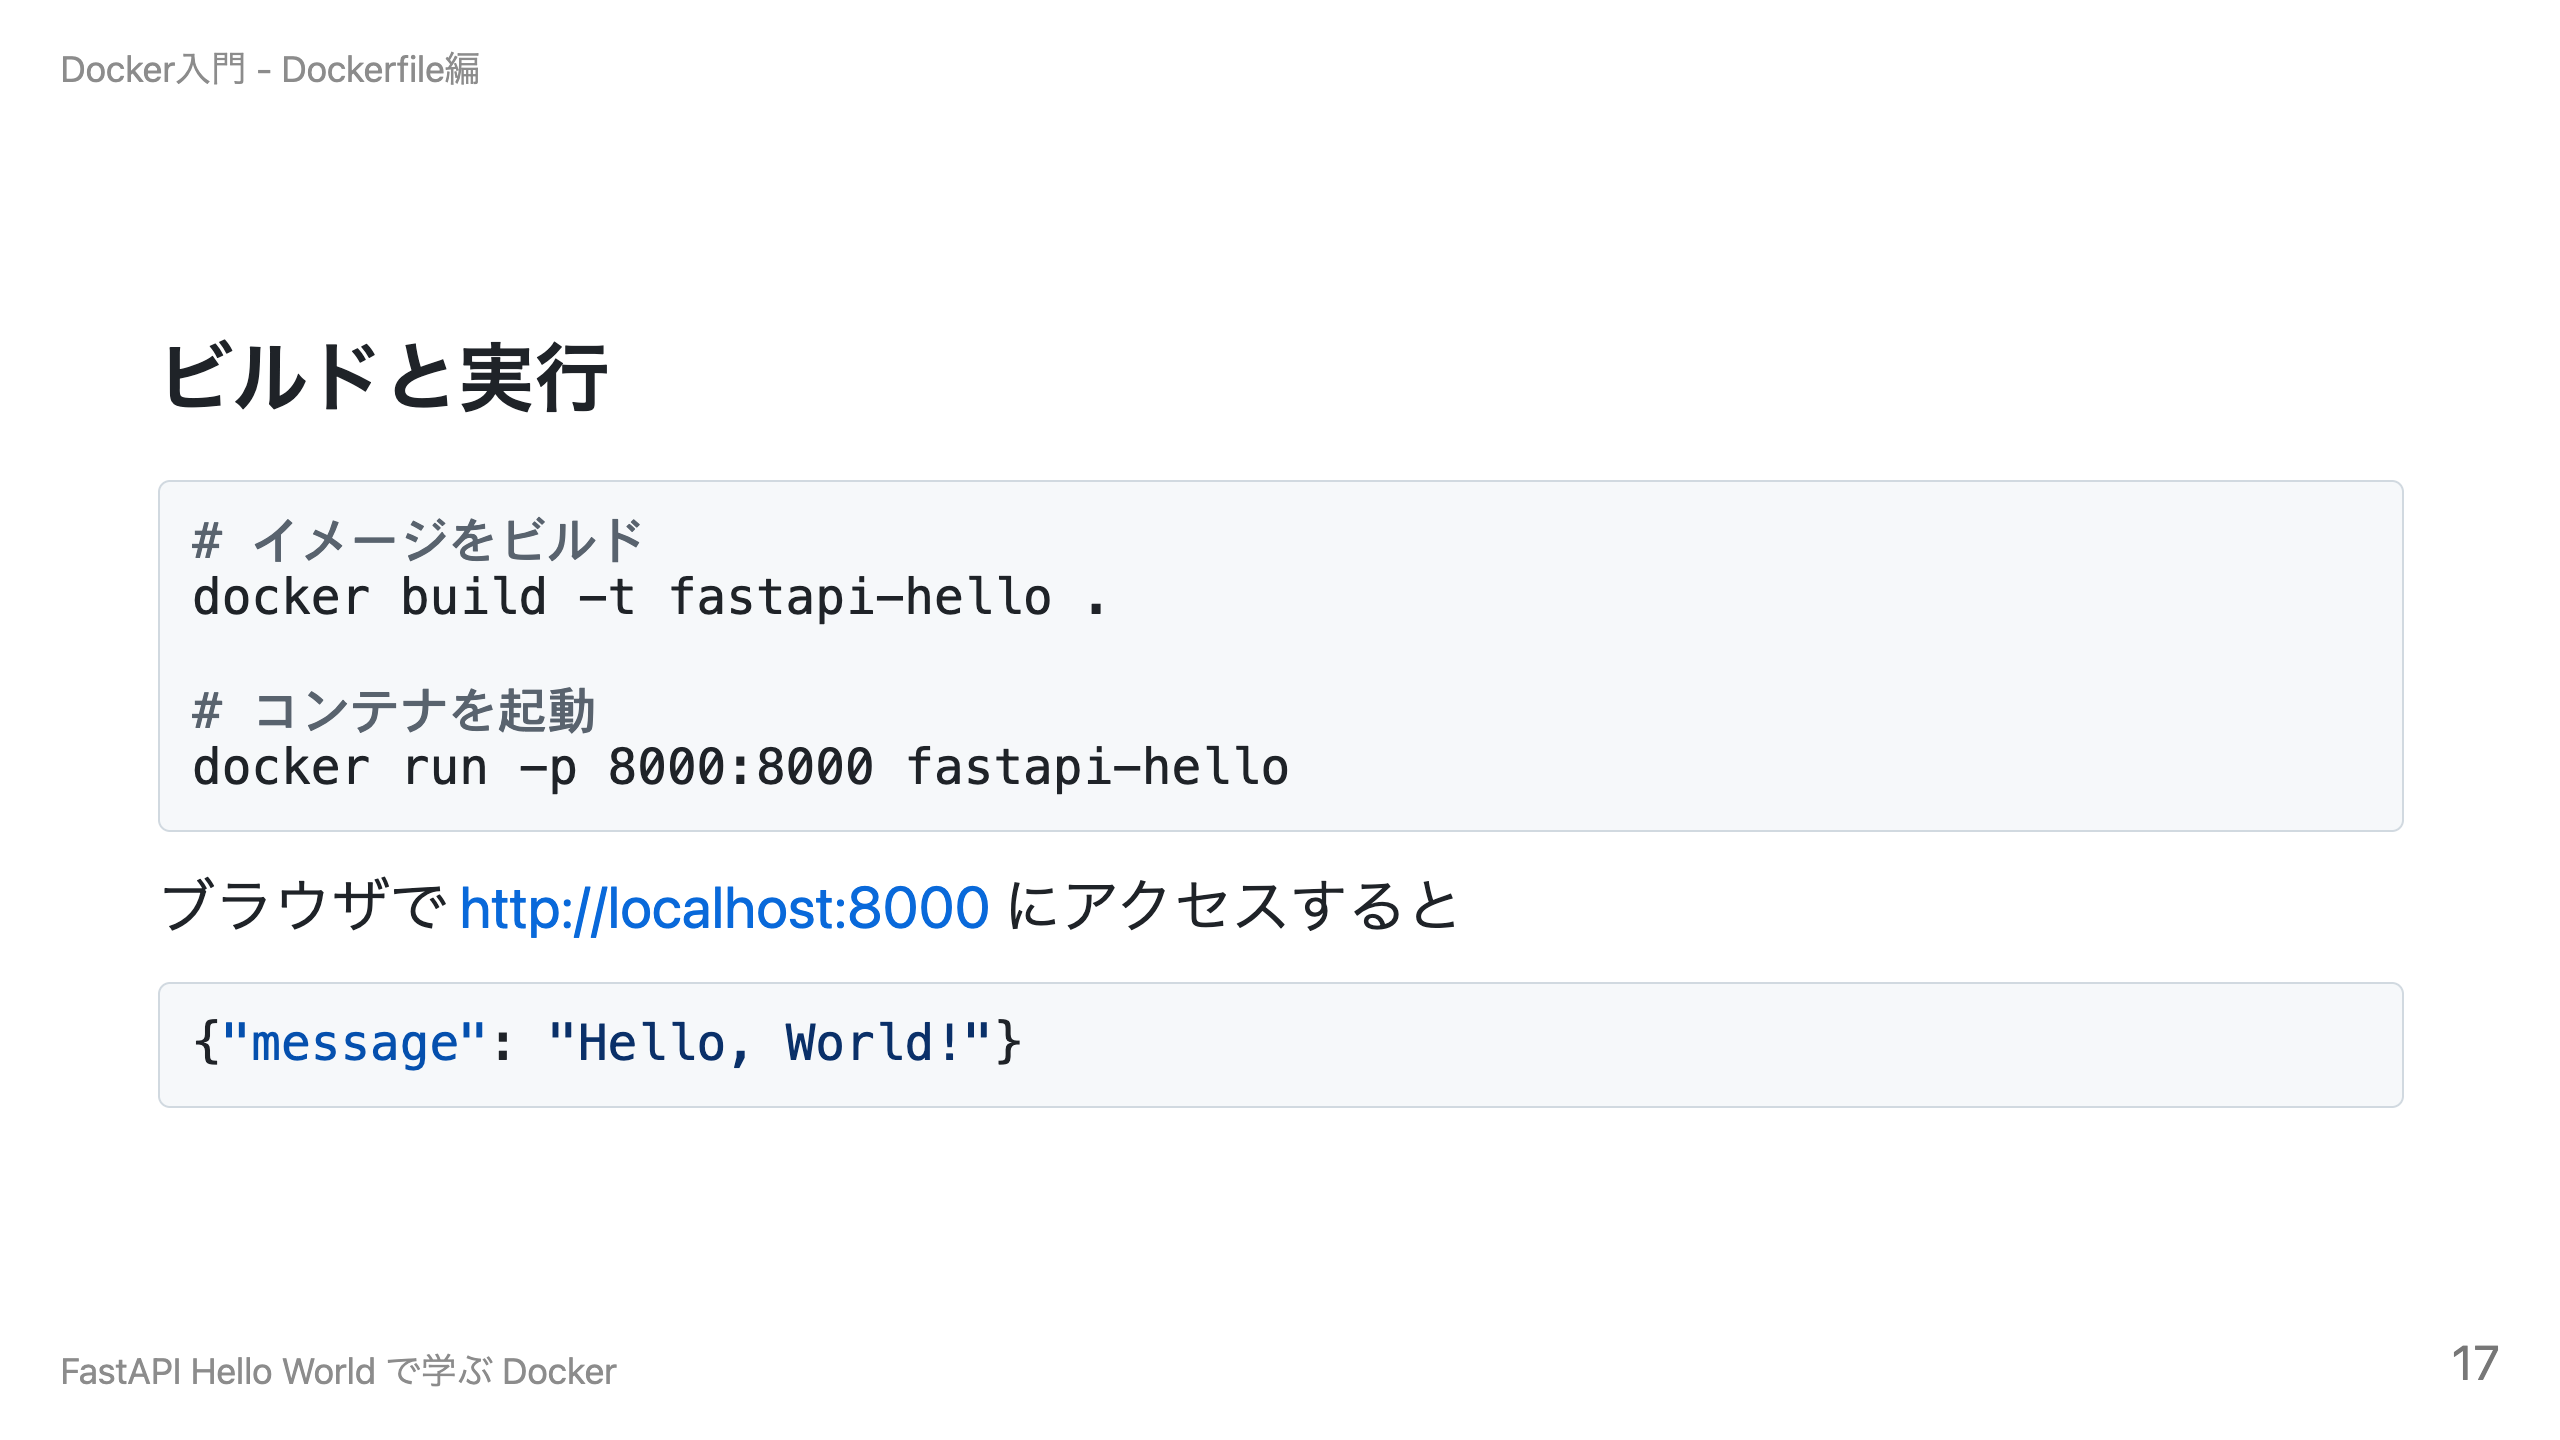 Docker入門 - Dockerfile編
ビルドと実行
# イメージをビルド
docker build -t fastapi-hello .
# コンテナを起動
docker run -p 8000:8000 fastapi-hello
ブラウザで http://localhost:8000 にアクセスすると
{"message": "Hello, World!"}
FastAPI Hello World で学ぶ Docker
17